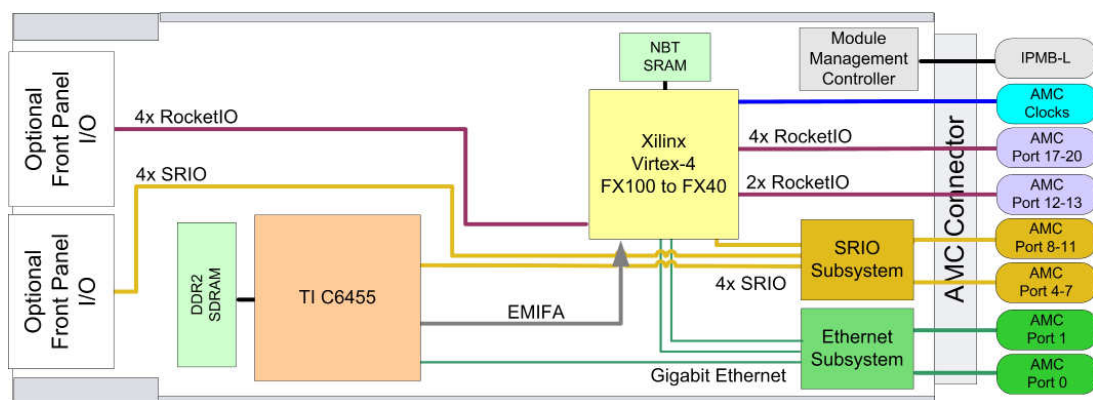 Optional
Front Panel
I/O
4x RocketIO
NBT
SRAM
Module
Management
Controller
IPMB-L
AMC
Clocks
Xilinx
Virtex-4
FX100 to FX40
4x RocketIO
AMC
Port 17-20
2x RocketIO
AMC
Port 12-13
AMC Connector
Optional
Front Panel
I/O
4x SRIO
DDR2
SDRAM
TI C6455
EMIFA
SRIO
Subsystem
4x SRIO
AMC
Port 8-11
AMC
Port 4-7
Ethernet
Subsystem
Gigabit Ethernet
AMC
Port 1
AMC
Port 0